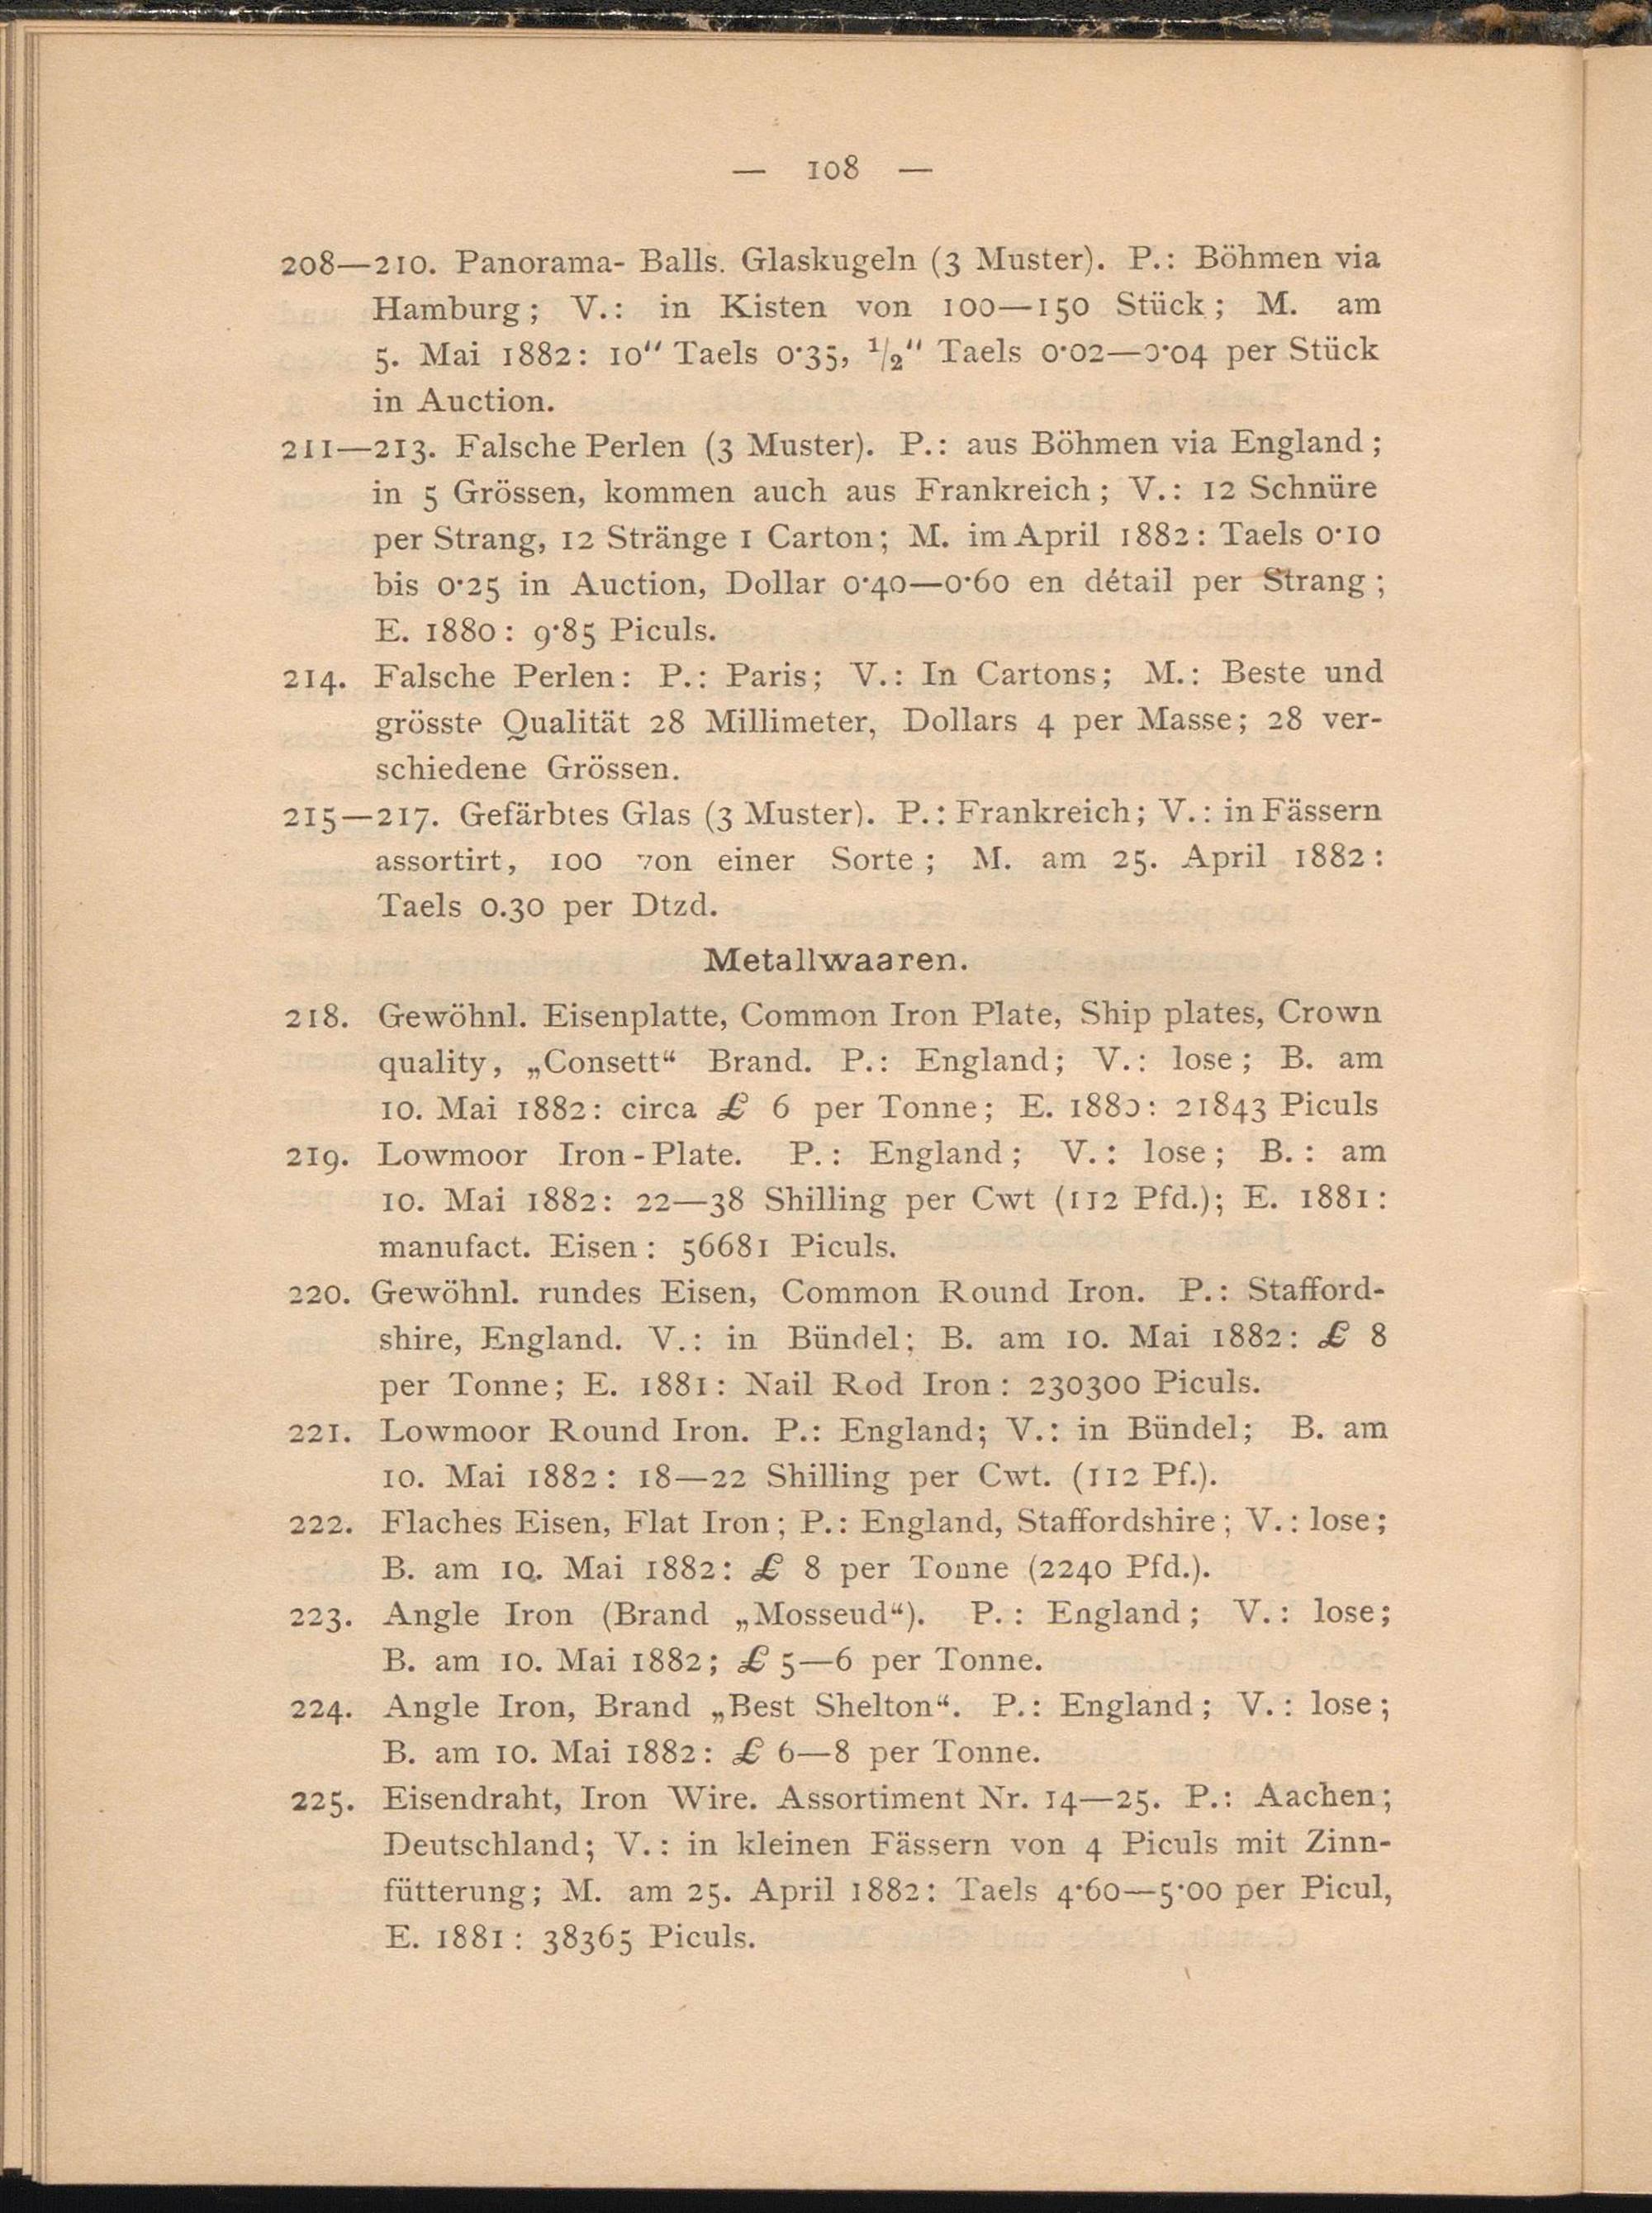 — 108 —
208—210. Panorama- Balls. Glaskugeln (3 Muster). P.: Böhmen via
Hamburg; V.: in Kisten von 100—150 Stück; M. am
5. Mai 1882: 10" Taels 0·35, 1/2" Taels 0·02—0·04 per Stück
in Auction.
211—213. Falsche Perlen (3 Muster). P.: aus Böhmen via England;
in 5 Grössen, kommen auch aus Frankreich; V.: 12 Schnüre
per Strang, 12 Stränge 1 Carton; M. im April 1882: Taels 0·10
bis 0·25 in Auction, Dollar 0·40—0·60 en détail per Strang;
E. 1880: 9·85 Piculs.
214. Falsche Perlen: P.: Paris; V.: In Cartons; M.: Beste und
grösste Qualität 28 Millimeter, Dollars 4 per Masse; 28 ver-
schiedene Grössen.
215—217. Gefärbtes Glas (3 Muster). P.: Frankreich; V.: in Fässern
assortirt, 100 von einer Sorte; M. am 25. April 1882:
Taels 0.30 per Dtzd.
Metallwaaren.
218. Gewöhnl. Eisenplatte, Common Iron Plate, Ship plates, Crown
quality, „Consett“ Brand. P.: England; V.: lose; B. am
10. Mai 1882: circa £ 6 per Tonne; E. 1880: 21843 Piculs
219. Lowmoor Iron-Plate. P.: England; V.: lose; B.: am
10. Mai 1882: 22—38 Shilling per Cwt (112 Pfd.); E. 1881:
manufact. Eisen: 56681 Piculs.
220. Gewöhnl. rundes Eisen, Common Round Iron. P.: Stafford-
shire, England. V.: in Bündel; B. am 10. Mai 1882: £ 8
per Tonne; E. 1881: Nail Rod Iron: 230300 Piculs.
221. Lowmoor Round Iron. P.: England; V.: in Bündel; B. am
10. Mai 1882: 18—22 Shilling per Cwt. (112 Pf.).
222. Flaches Eisen, Flat Iron; P.: England, Staffordshire; V.: lose;
B. am 10. Mai 1882: £ 8 per Tonne (2240 Pfd.).
223. Angle Iron (Brand „Mosseud“). P.: England; V.: lose;
B. am 10. Mai 1882; £ 5—6 per Tonne.
224. Angle Iron, Brand „Best Shelton“. P.: England; V.: lose;
B. am 10. Mai 1882: £ 6—8 per Tonne.
225. Eisendraht, Iron Wire. Assortiment Nr. 14—25. P.: Aachen;
Deutschland; V.: in kleinen Fässern von 4 Piculs mit Zinn-
fütterung; M. am 25. April 1882: Taels 4·60—5·00 per Picul,
E. 1881: 38365 Piculs.